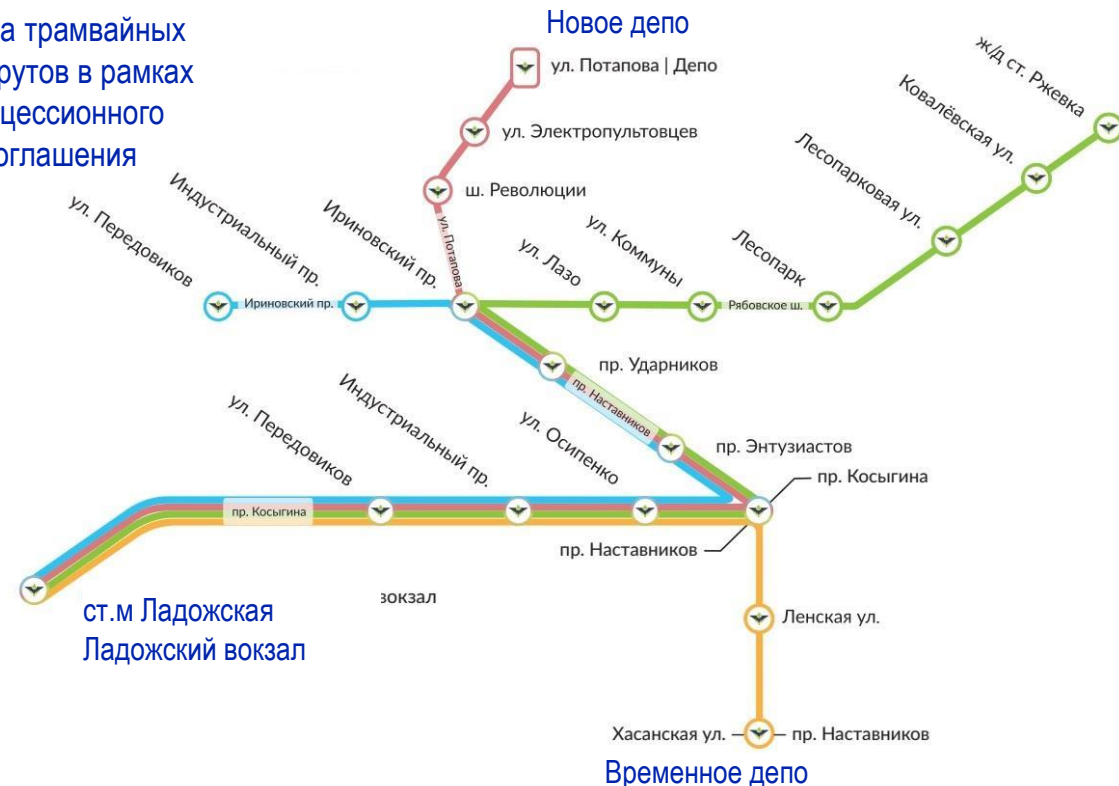 а трамвайных
рутов в рамках
цессионного
оглашения
Новое депо
ул. Потапова | Депо
ул. Электропультовцев
ш. Революции
ул. Потапова
ж/д ст. Ржевка
Ковалёвская ул.
Лесопарковая ул.
Лесопарк
ул. Коммуны
ул. Лазо
Ириновский пр.
Индустриальный пр.
ул. Передовиков
Ириновский пр.
Рябовское ш.
пр. Ударников
пр. Наставников
пр. Энтузиастов
ул. Передовиков
Индустриальный пр.
ул. Осипенко
пр. Косыгина
пр. Косыгина
пр. Наставников
ст.м Ладожская
Ладожский вокзал
вокзал
Ленская ул.
Хасанская ул.
пр. Наставников
Временное депо